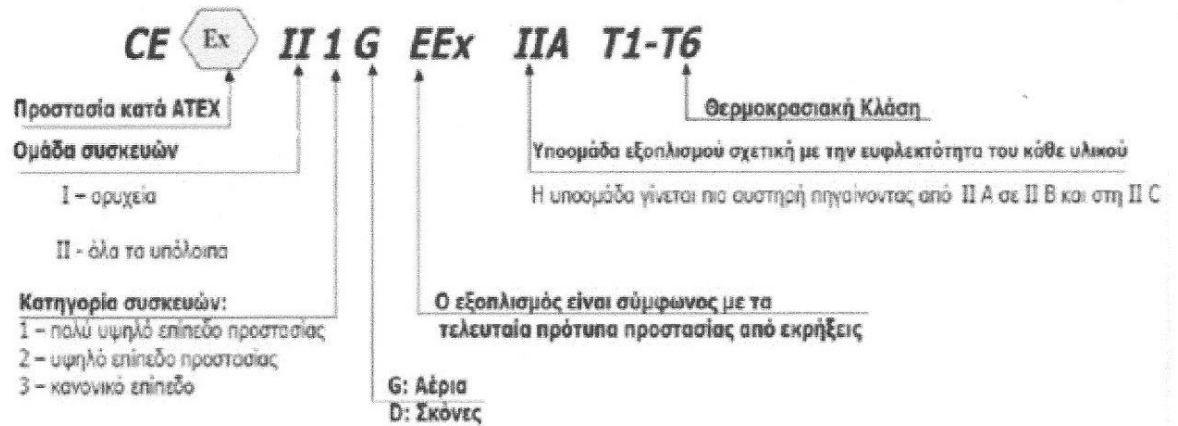 CE Ex II 1 G EEx IIA T1-T6
Προστασία κατά ATEX
Θερμοκρασιακή Κλάση
Ομάδα συσκευών
Υποομάδα εξοπλισμού σχετική με την ευφλεκτότητα του κάθε υλικού
I – ορυχεία
Η υποομάδα γίνεται πιο αυστηρή πηγαίνοντας από II A σε II B και στη II C
II - όλα τα υπόλοιπα
Κατηγορία συσκευών:
1 – πολύ υψηλό επίπεδο προστασίας
2 – υψηλό επίπεδο προστασίας
3 – κανονικό επίπεδο
Ο εξοπλισμός είναι σύμφωνος με τα
τελευταία πρότυπα προστασίας από εκρήξεις
G: Αέρια
D: Σκόνες